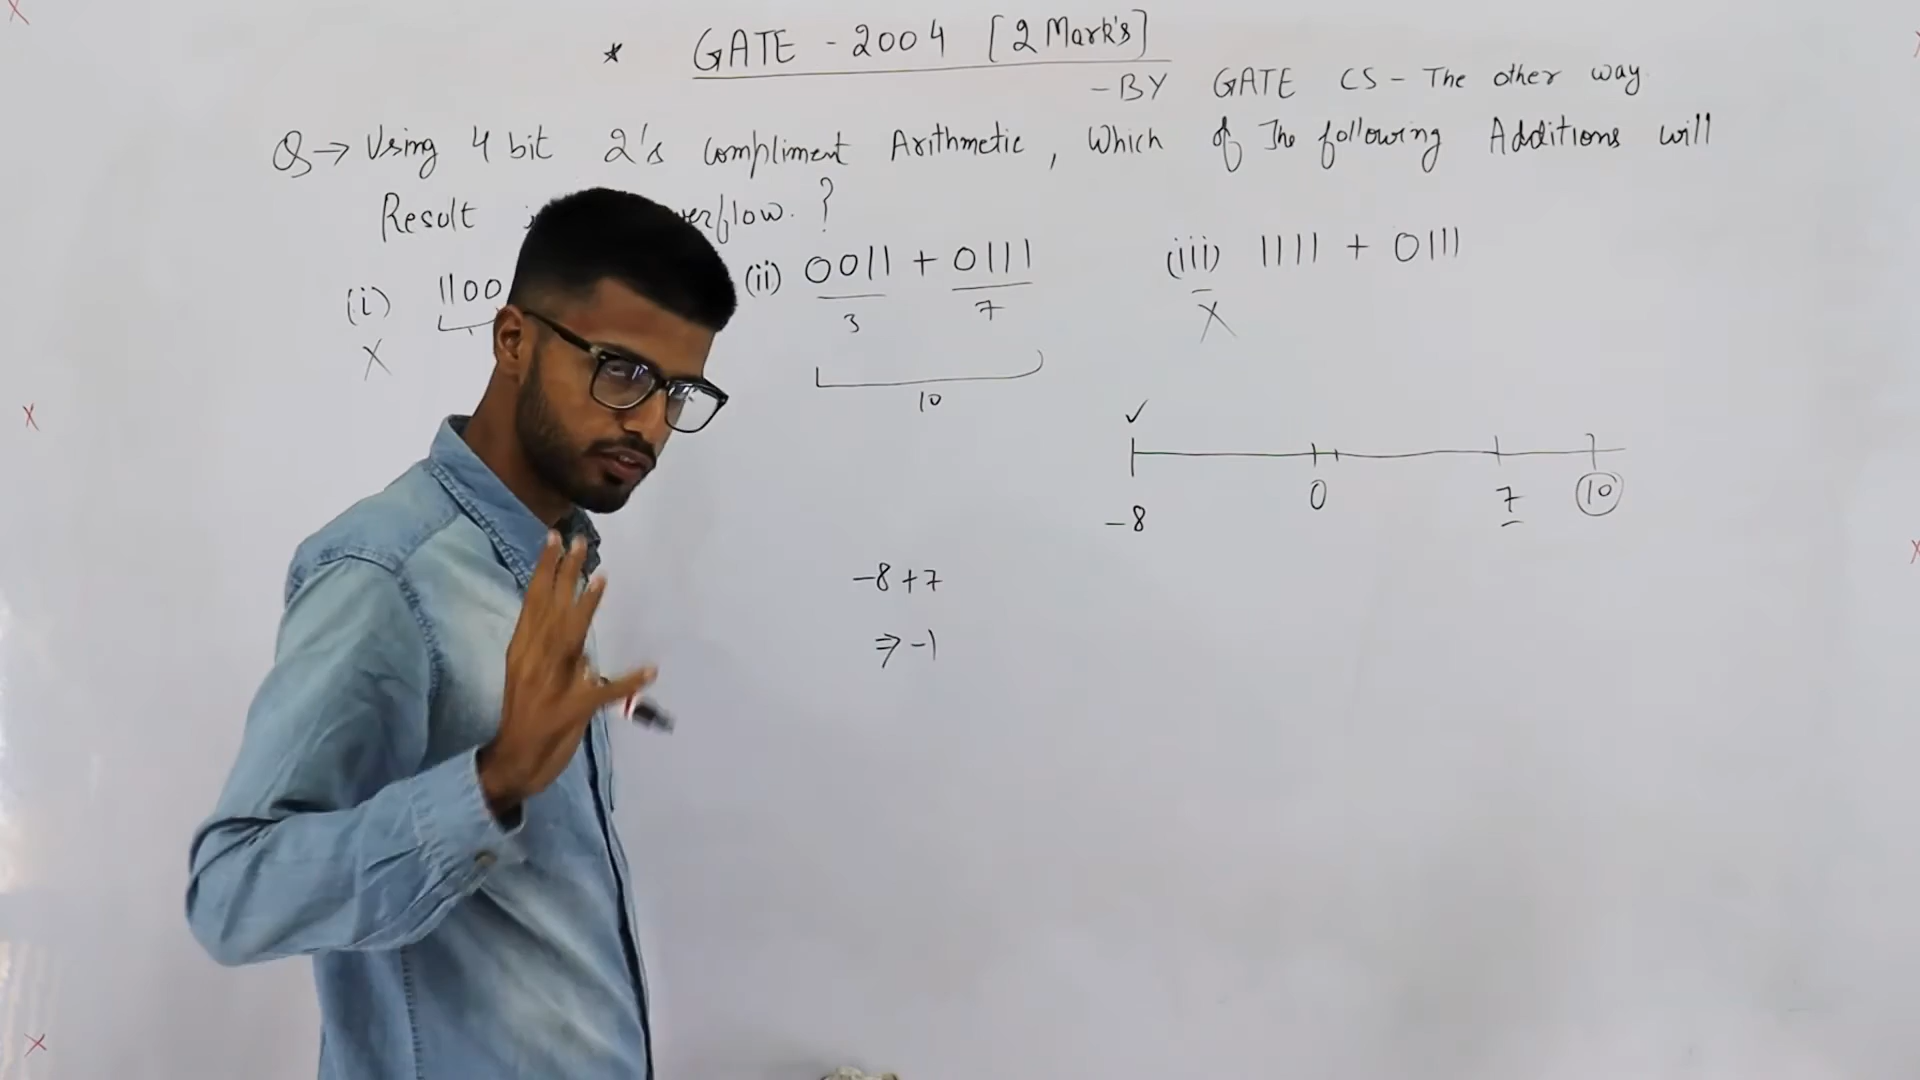 * GATE - 2004 [2 Mark's]
- BY GATE CS - The other way
Q → Using 4 bit 2's compliment Arithmetic, Which of The following Additions will
Result verflow. ?
(i) 1100 (ii) 0011 + 0111 (iii) 1111 + 0111
X 3 7 X
10
✓
-8 0 7 10
-8+7
⇒ -1